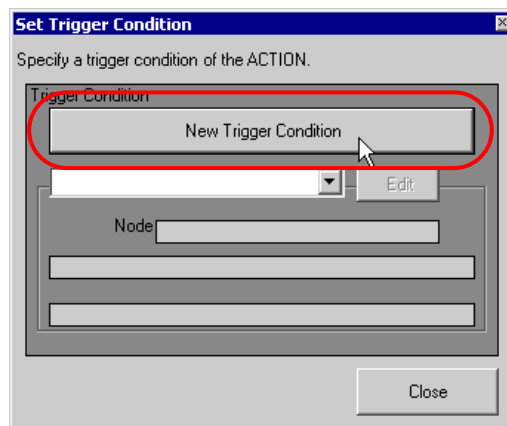 Set Trigger Condition
Specify a trigger condition of the ACTION.
Trigger Condition
New Trigger Condition
Edit
Node
Close